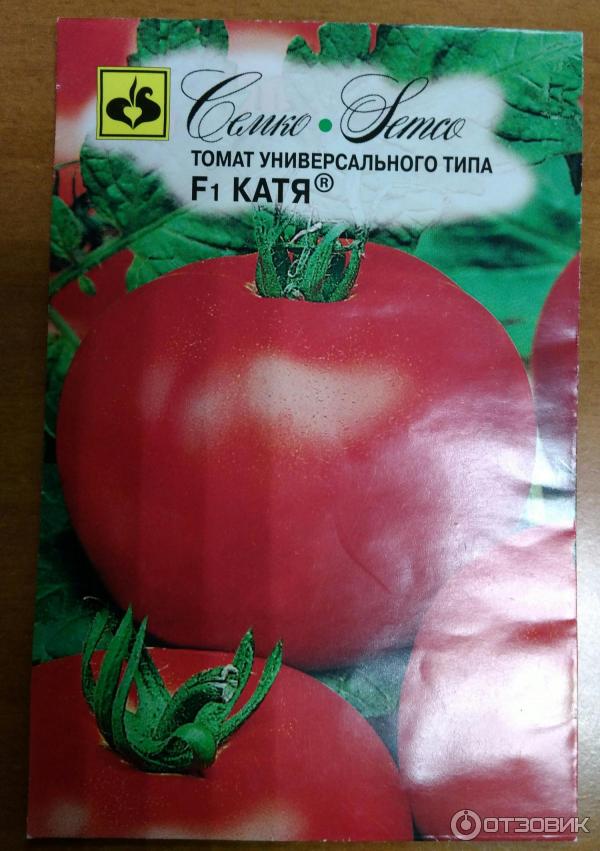 Семко • Semco
ТОМАТ УНИВЕРСАЛЬНОГО ТИПА
F1 КАТЯ®
ОТЗОВИК